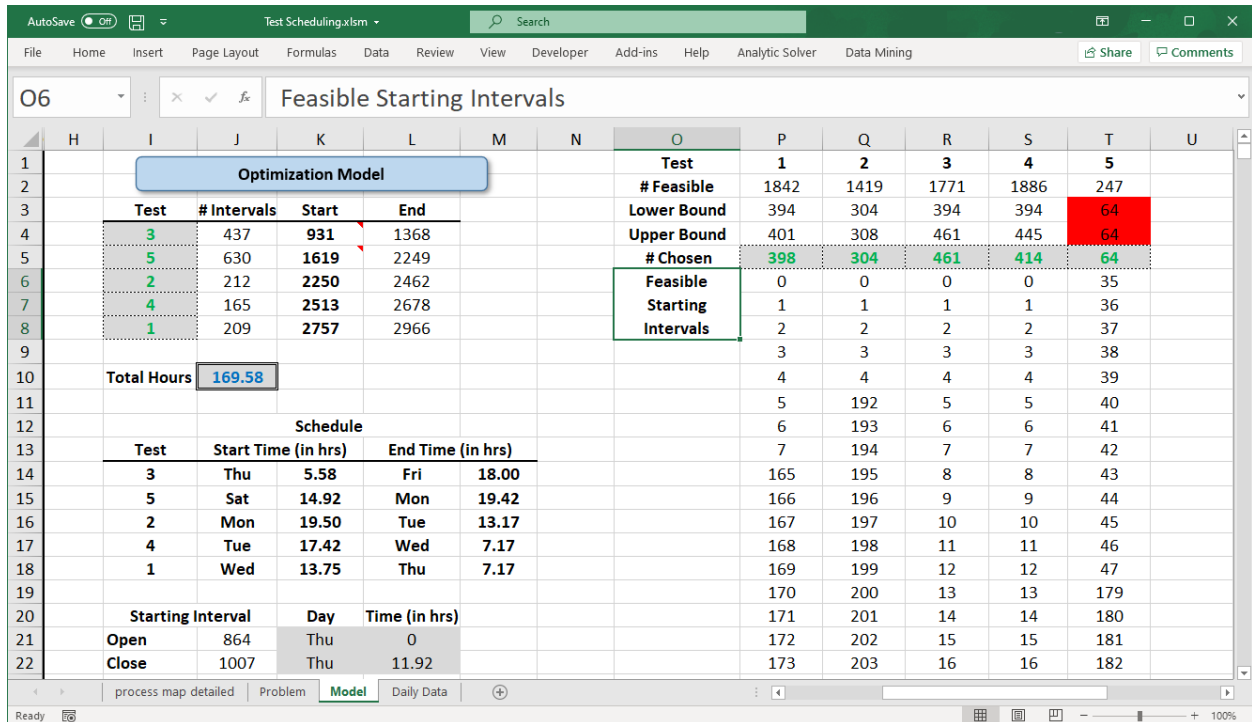 AutoSave Off Test Scheduling.xlsm Search
File Home Insert Page Layout Formulas Data Review View Developer Add-ins Help Analytic Solver Data Mining Share Comments
O6 fx Feasible Starting Intervals
H I J K L M N O P Q R S T U
1 Optimization Model Test 1 2 3 4 5
2 # Feasible 1842 1419 1771 1886 247
3 Test # Intervals Start End Lower Bound 394 304 394 394 64
4 3 437 931 1368 Upper Bound 401 308 461 445 64
5 5 630 1619 2249 # Chosen 398 304 461 414 64
6 2 212 2250 2462 Feasible 0 0 0 0 35
7 4 165 2513 2678 Starting 1 1 1 1 36
8 1 209 2757 2966 Intervals 2 2 2 2 37
9 3 3 3 3 38
10 Total Hours 169.58 4 4 4 4 39
11 5 192 5 5 40
12 Schedule 6 193 6 6 41
13 Test Start Time (in hrs) End Time (in hrs) 7 194 7 7 42
14 3 Thu 5.58 Fri 18.00 165 195 8 8 43
15 5 Sat 14.92 Mon 19.42 166 196 9 9 44
16 2 Mon 19.50 Tue 13.17 167 197 10 10 45
17 4 Tue 17.42 Wed 7.17 168 198 11 11 46
18 1 Wed 13.75 Thu 7.17 169 199 12 12 47
19 170 200 13 13 179
20 Starting Interval Day Time (in hrs) 171 201 14 14 180
21 Open 864 Thu 0 172 202 15 15 181
22 Close 1007 Thu 11.92 173 203 16 16 182
process map detailed Problem Model Daily Data
Ready 100%